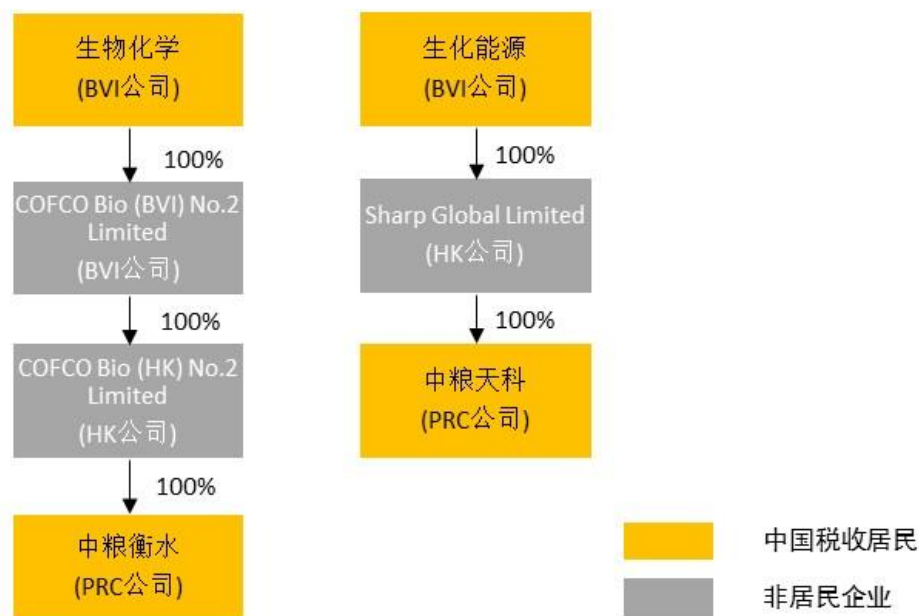 生物化学
(BVI公司)
100%
COFCO Bio (BVI) No.2
Limited
(BVI公司)
100%
COFCO Bio (HK) No.2
Limited
(HK公司)
100%
中粮衡水
(PRC公司)
生化能源
(BVI公司)
100%
Sharp Global Limited
(HK公司)
100%
中粮天科
(PRC公司)
中国税收居民
非居民企业